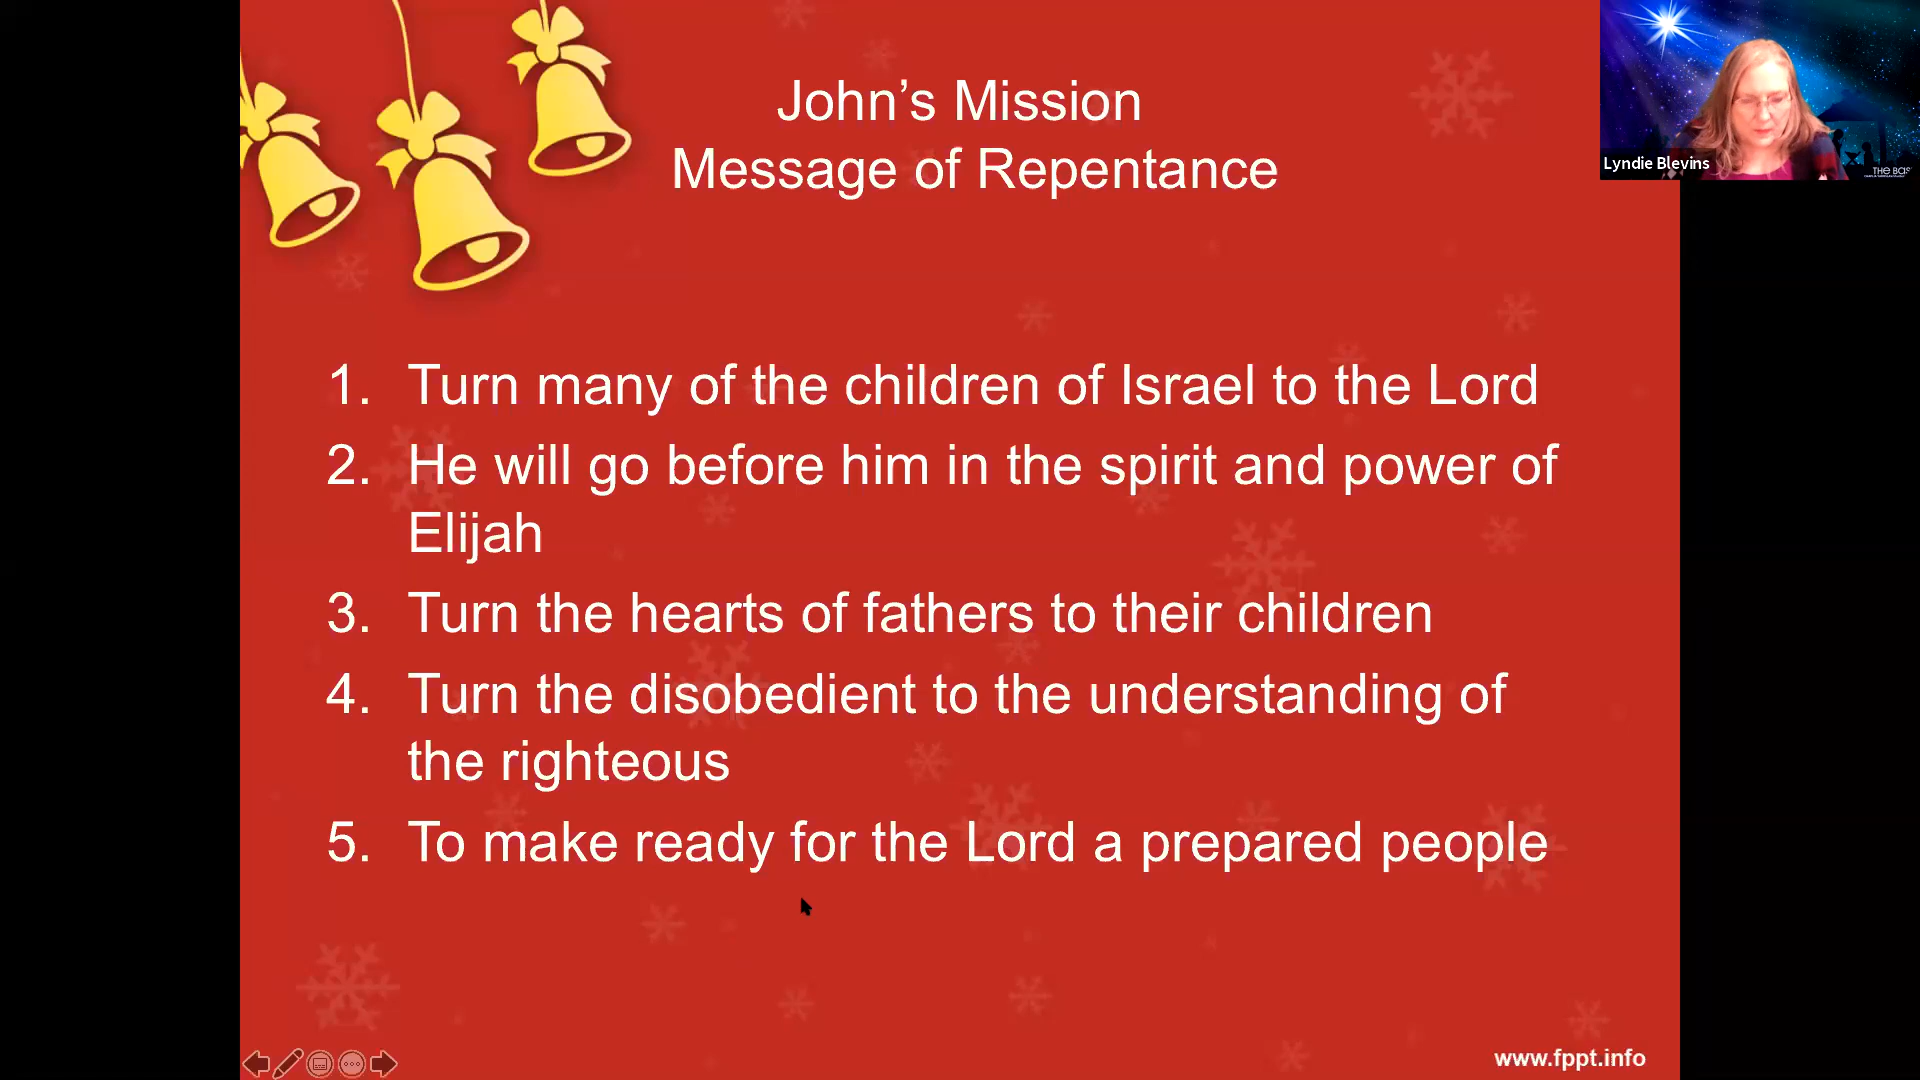 John’s Mission
Message of Repentance
Lyndie Blevins
THE BAS
1. Turn many of the children of Israel to the Lord
2. He will go before him in the spirit and power of
Elijah
3. Turn the hearts of fathers to their children
4. Turn the disobedient to the understanding of
the righteous
5. To make ready for the Lord a prepared people
www.fppt.info